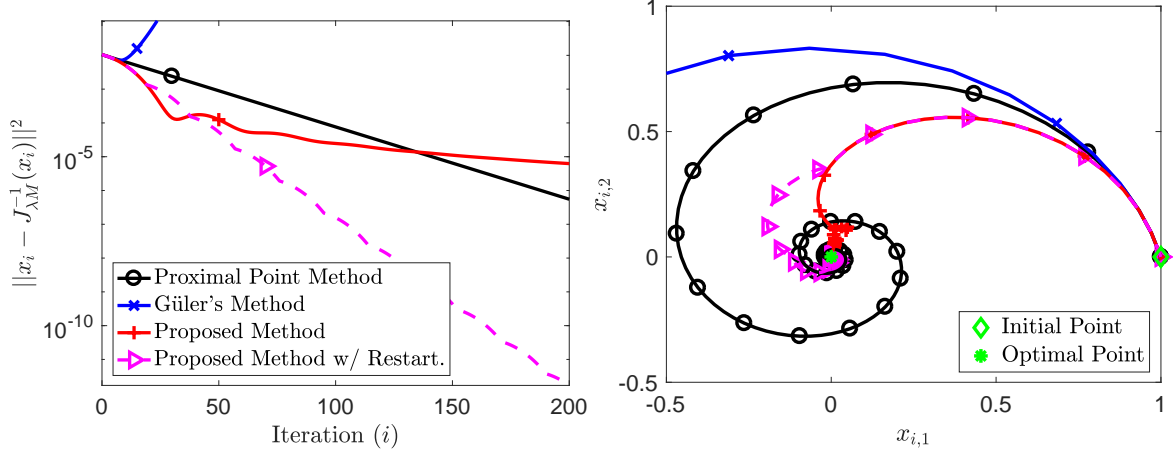 ||x_i − J_{λM}^{-1}(x_i)||^2
10^{-5}
10^{-10}
Proximal Point Method
Güler's Method
Proposed Method
Proposed Method w/ Restart.
0 50 100 150 200
Iteration (i)
x_{i,2}
1
0.5
0
-0.5
Initial Point
Optimal Point
-0.5 0 0.5 1
x_{i,1}